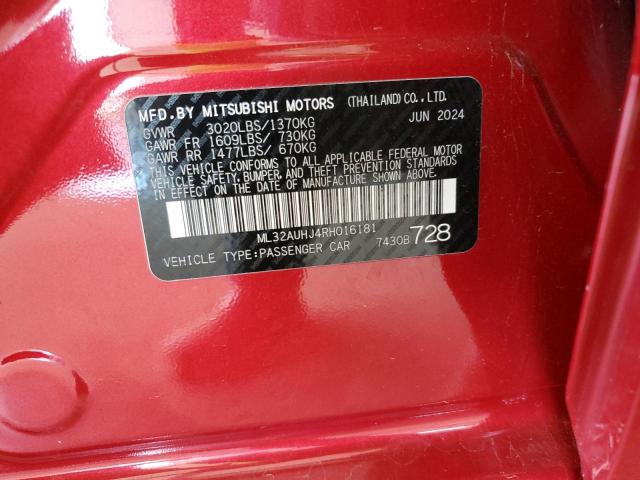 MFD.BY MITSUBISHI MOTORS (THAILAND) CO.,LTD.
GVWR 3020LBS/1370KG JUN 2024
GAWR FR 1609LBS/ 730KG
GAWR RR 1477LBS/ 670KG
THIS VEHICLE CONFORMS TO ALL APPLICABLE FEDERAL MOTOR
VEHICLE SAFETY, BUMPER, AND THEFT PREVENTION STANDARDS
IN EFFECT ON THE DATE OF MANUFACTURE SHOWN ABOVE.
ML32AUHJ4RH016181
VEHICLE TYPE:PASSENGER CAR 7430B 728